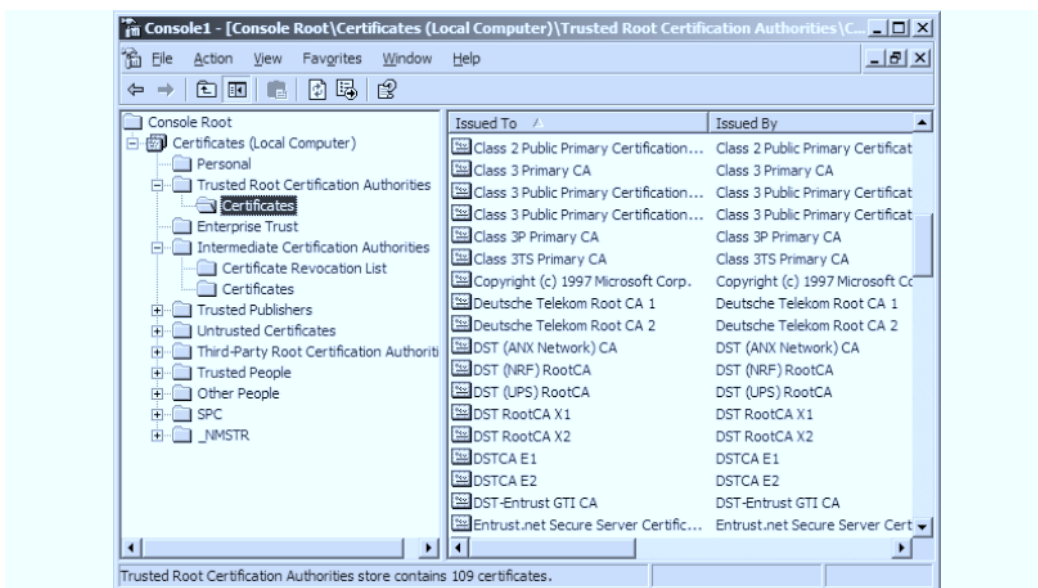 Console1 - [Console Root\Certificates (Local Computer)\Trusted Root Certification Authorities\C...
File Action View Favorites Window Help
Console Root
Certificates (Local Computer)
Personal
Trusted Root Certification Authorities
Certificates
Enterprise Trust
Intermediate Certification Authorities
Certificate Revocation List
Certificates
Trusted Publishers
Untrusted Certificates
Third-Party Root Certification Authoriti
Trusted People
Other People
SPC
_NMSTR
Issued To Issued By
Class 2 Public Primary Certification... Class 2 Public Primary Certificat
Class 3 Primary CA Class 3 Primary CA
Class 3 Public Primary Certification... Class 3 Public Primary Certificat
Class 3 Public Primary Certification... Class 3 Public Primary Certificat
Class 3P Primary CA Class 3P Primary CA
Class 3TS Primary CA Class 3TS Primary CA
Copyright (c) 1997 Microsoft Corp. Copyright (c) 1997 Microsoft Cc
Deutsche Telekom Root CA 1 Deutsche Telekom Root CA 1
Deutsche Telekom Root CA 2 Deutsche Telekom Root CA 2
DST (ANX Network) CA DST (ANX Network) CA
DST (NRF) RootCA DST (NRF) RootCA
DST (UPS) RootCA DST (UPS) RootCA
DST RootCA X1 DST RootCA X1
DST RootCA X2 DST RootCA X2
DSTCA E1 DSTCA E1
DSTCA E2 DSTCA E2
DST-Entrust GTI CA DST-Entrust GTI CA
Entrust.net Secure Server Certific... Entrust.net Secure Server Cert
Trusted Root Certification Authorities store contains 109 certificates.